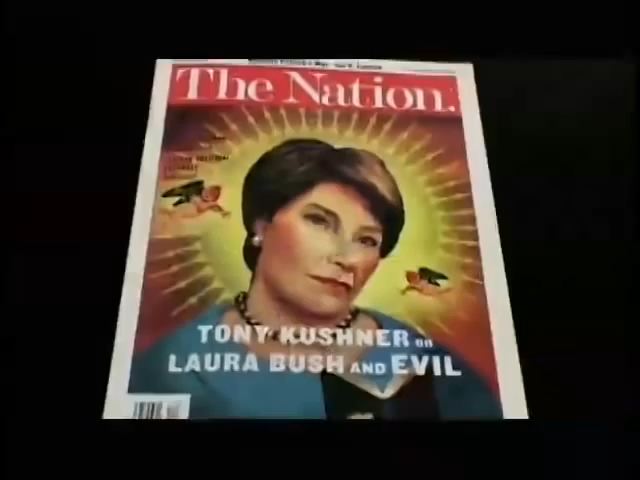 The Nation.
TONY KUSHNER on
LAURA BUSH AND EVIL